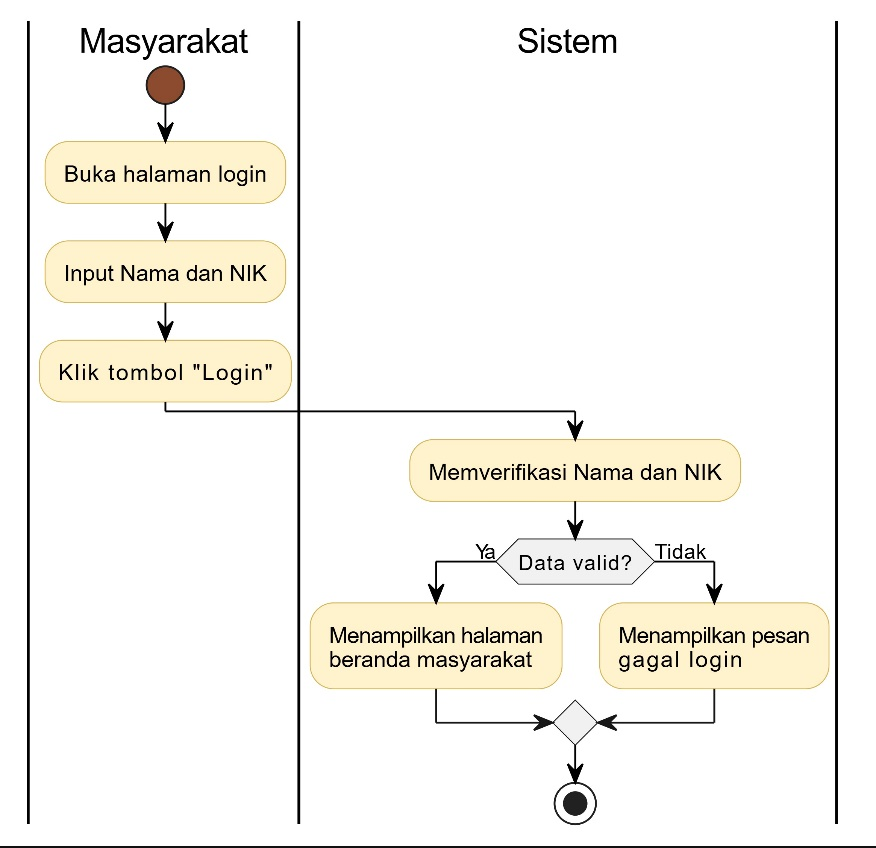 Masyarakat
Sistem
Buka halaman login
Input Nama dan NIK
Klik tombol "Login"
Memverifikasi Nama dan NIK
Ya
Data valid?
Tidak
Menampilkan halaman
beranda masyarakat
Menampilkan pesan
gagal login